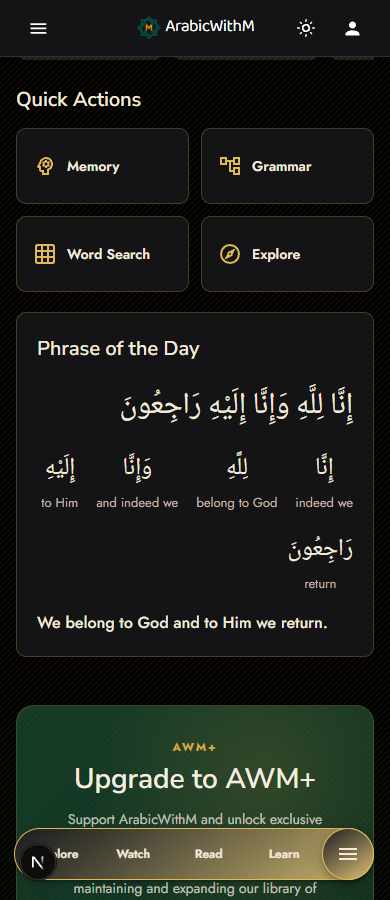 M ArabicWithM
Quick Actions
Memory Grammar
Word Search Explore
Phrase of the Day
إِنَّا لِلَّهِ وَإِنَّا إِلَيْهِ رَاجِعُونَ
إِنَّا لِلَّهِ وَإِنَّا إِلَيْهِ
indeed we belong to God and indeed we to Him
رَاجِعُونَ
return
We belong to God and to Him we return.
AWM+
Upgrade to AWM+
Support ArabicWithM and unlock exclusive
N Watch Read Learn
maintaining and expanding our library of